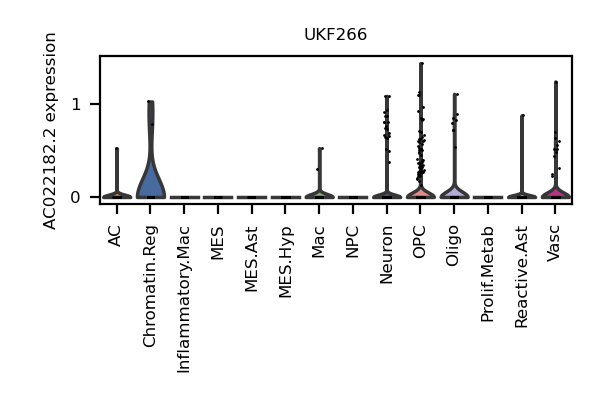 UKF266
AC022182.2 expression
1
0
AC
Chromatin.Reg
Inflammatory.Mac
MES
MES.Ast
MES.Hyp
Mac
NPC
Neuron
OPC
Oligo
Prolif.Metab
Reactive.Ast
Vasc